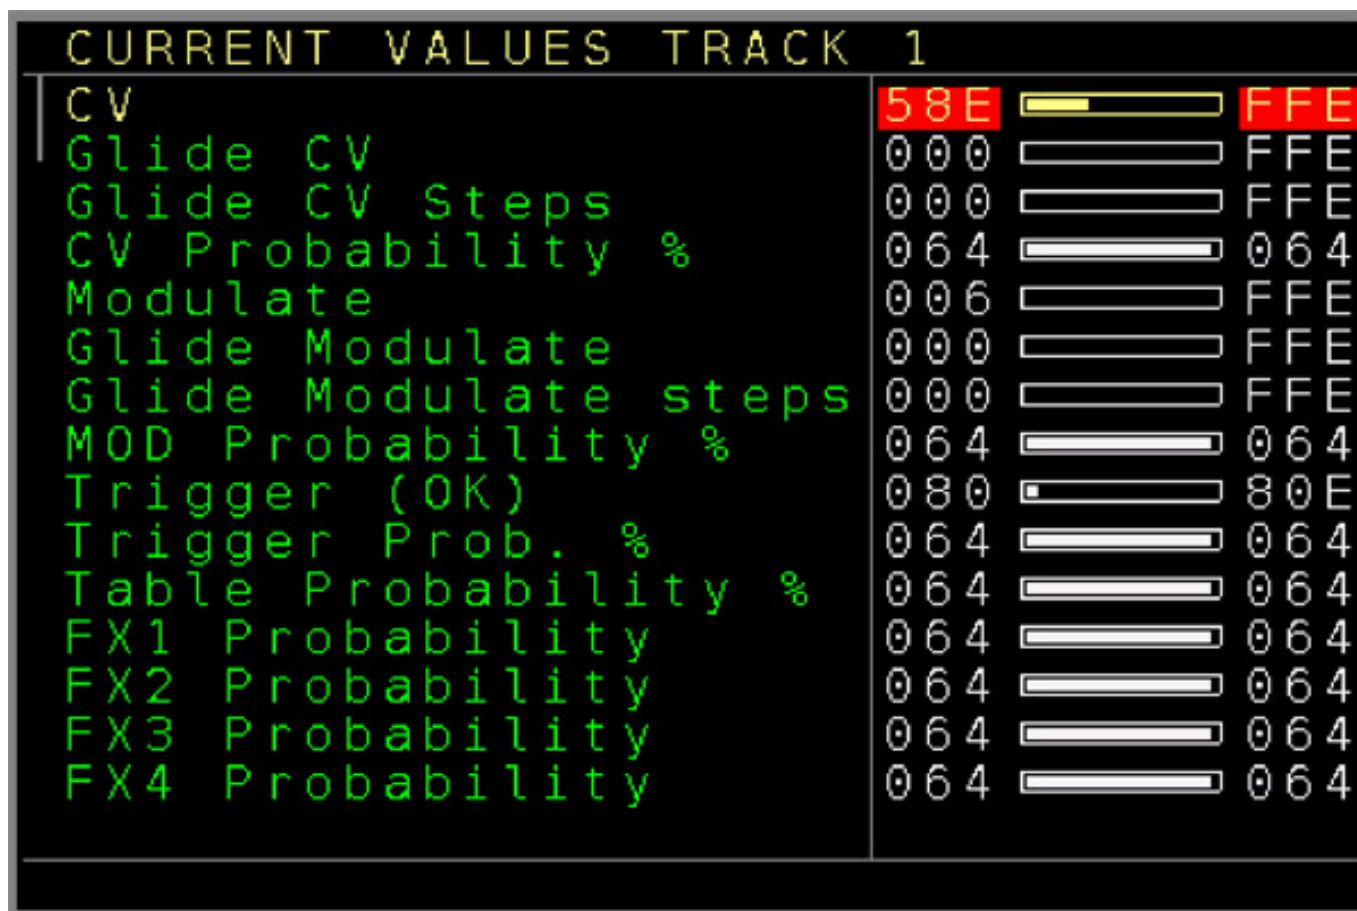 CURRENT VALUES TRACK 1
CV 58E FFE
Glide CV 000 FFE
Glide CV Steps 000 FFE
CV Probability % 064 064
Modulate 006 FFE
Glide Modulate 000 FFE
Glide Modulate steps 000 FFE
MOD Probability % 064 064
Trigger (OK) 080 80E
Trigger Prob. % 064 064
Table Probability % 064 064
FX1 Probability 064 064
FX2 Probability 064 064
FX3 Probability 064 064
FX4 Probability 064 064